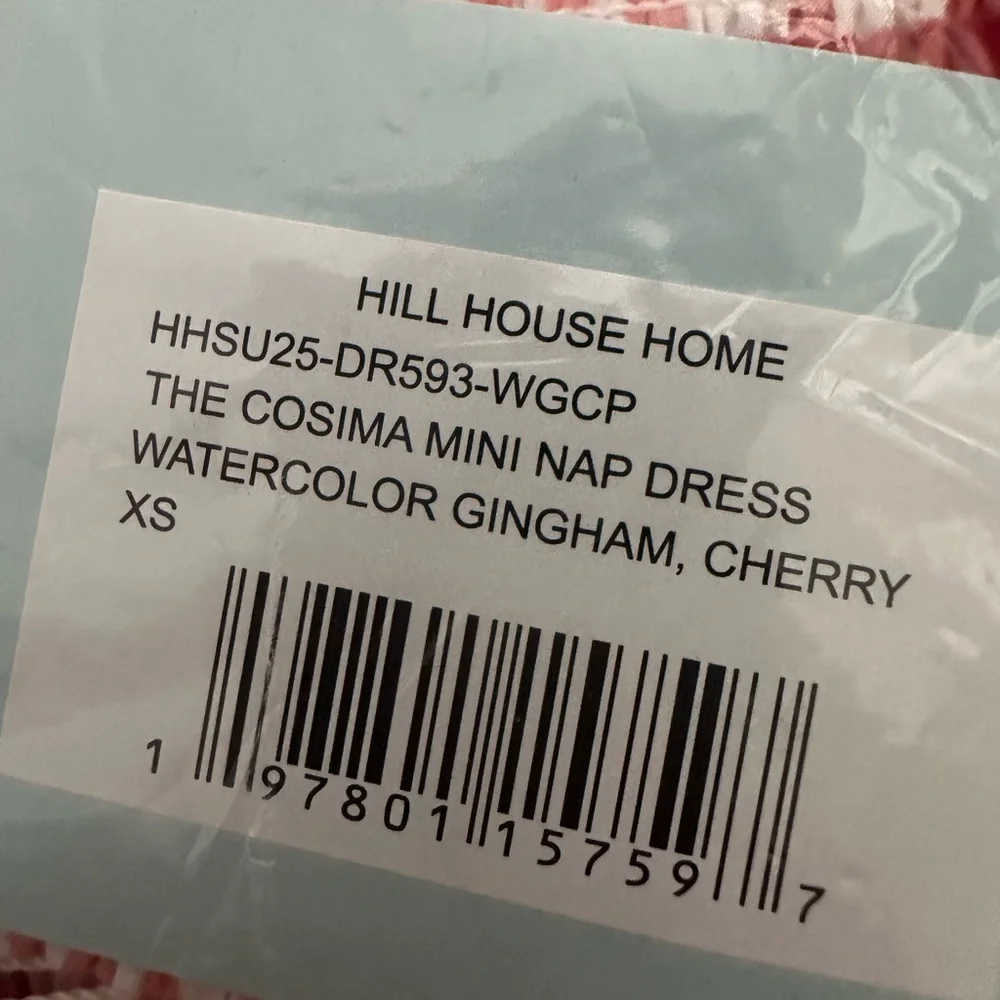 HILL HOUSE HOME
HHSU25-DR593-WGCP
THE COSIMA MINI NAP DRESS
WATERCOLOR GINGHAM, CHERRY
XS
1 97801 15759 7